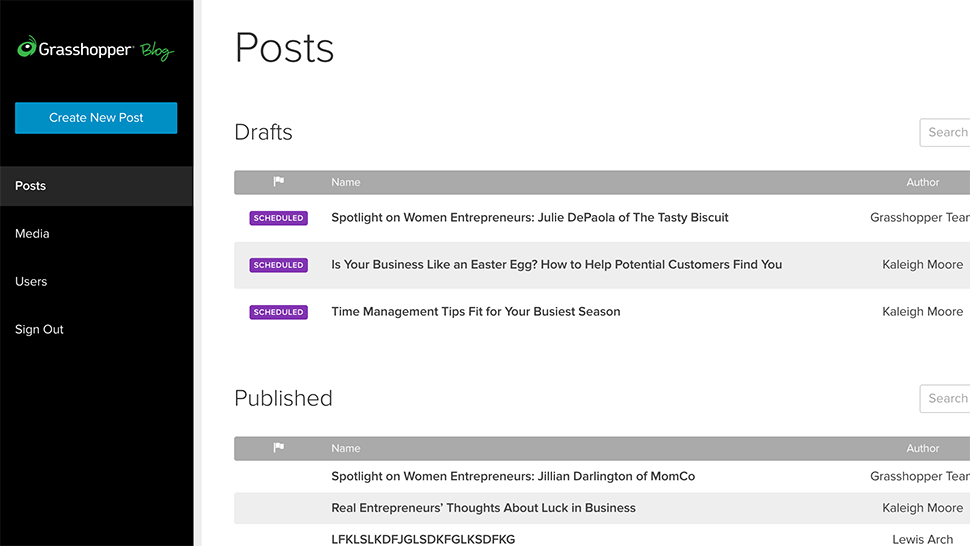 Grasshopper Blog
Create New Post
Posts
Media
Users
Sign Out
Posts
Drafts
Search
Name Author
SCHEDULED Spotlight on Women Entrepreneurs: Julie DePaola of The Tasty Biscuit Grasshopper Team
SCHEDULED Is Your Business Like an Easter Egg? How to Help Potential Customers Find You Kaleigh Moore
SCHEDULED Time Management Tips Fit for Your Busiest Season Kaleigh Moore
Published
Search
Name Author
Spotlight on Women Entrepreneurs: Jillian Darlington of MomCo Grasshopper Team
Real Entrepreneurs’ Thoughts About Luck in Business Kaleigh Moore
LFKLSLKDFJGLSDKFGLKSDFKG Lewis Arch